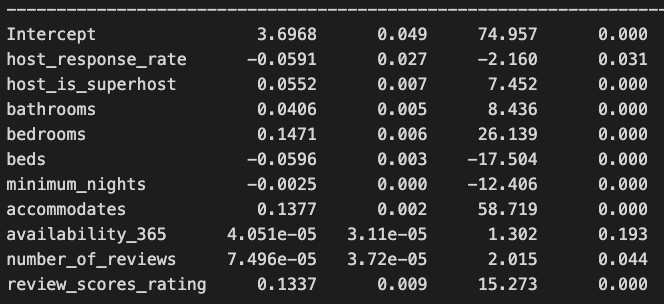 Intercept 3.6968 0.049 74.957 0.000
host_response_rate -0.0591 0.027 -2.160 0.031
host_is_superhost 0.0552 0.007 7.452 0.000
bathrooms 0.0406 0.005 8.436 0.000
bedrooms 0.1471 0.006 26.139 0.000
beds -0.0596 0.003 -17.504 0.000
minimum_nights -0.0025 0.000 -12.406 0.000
accommodates 0.1377 0.002 58.719 0.000
availability_365 4.051e-05 3.11e-05 1.302 0.193
number_of_reviews 7.496e-05 3.72e-05 2.015 0.044
review_scores_rating 0.1337 0.009 15.273 0.000